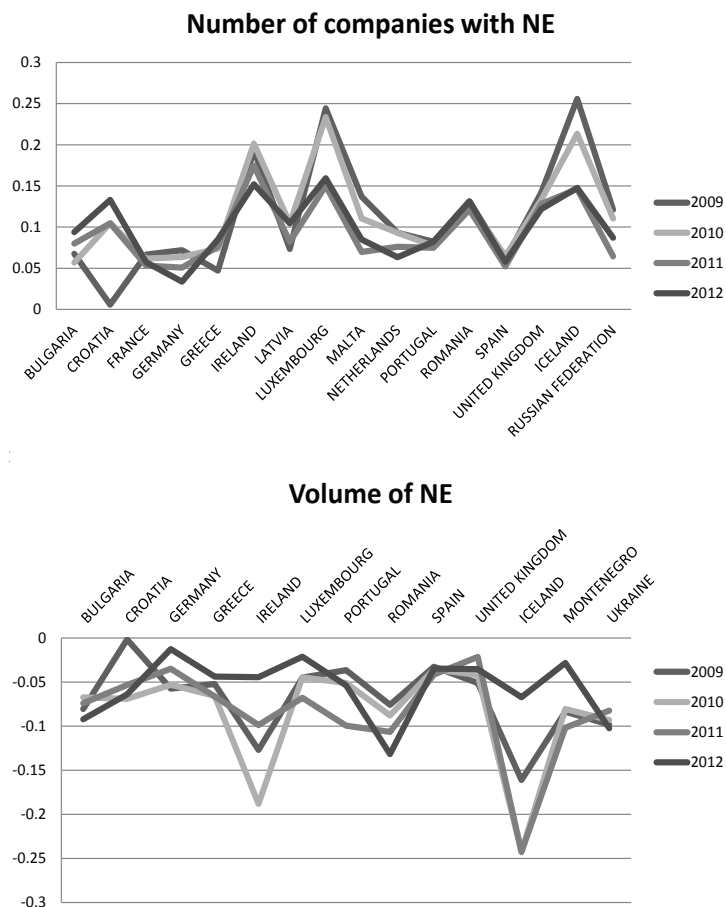 Number of companies with NE
0.3
0.25
0.2
0.15
0.1
0.05
0
BULGARIA
CROATIA
FRANCE
GERMANY
GREECE
IRELAND
LATVIA
LUXEMBOURG
MALTA
NETHERLANDS
PORTUGAL
ROMANIA
SPAIN
UNITED KINGDOM
ICELAND
RUSSIAN FEDERATION
2009
2010
2011
2012
:
Volume of NE
BULGARIA
CROATIA
GERMANY
GREECE
IRELAND
LUXEMBOURG
PORTUGAL
ROMANIA
SPAIN
UNITED KINGDOM
ICELAND
MONTENEGRO
UKRAINE
0
-0.05
-0.1
-0.15
-0.2
-0.25
-0.3
2009
2010
2011
2012